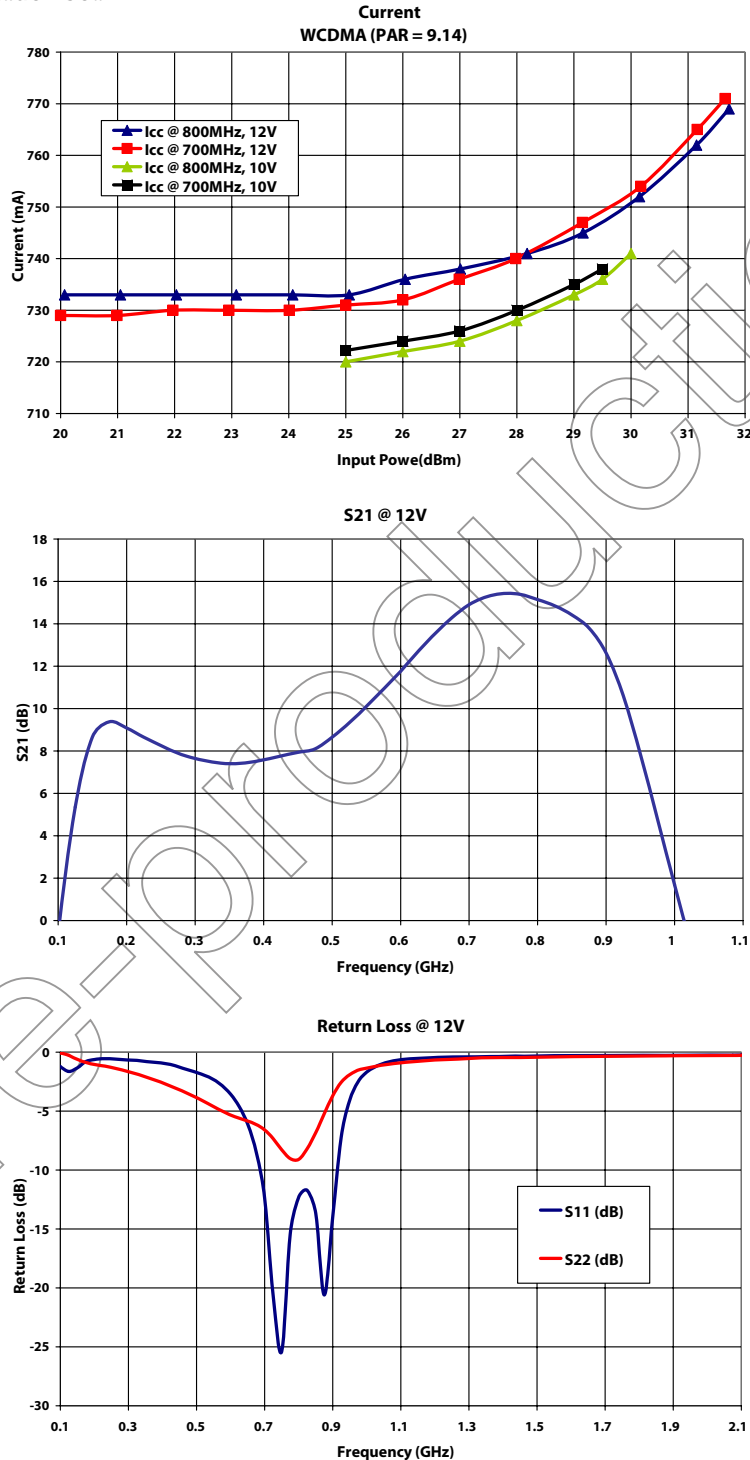 Current
WCDMA (PAR = 9.14)
780
770
760
750
740
730
720
710
Current (mA)
Icc @ 800MHz, 12V
Icc @ 700MHz, 12V
Icc @ 800MHz, 10V
Icc @ 700MHz, 10V
20 21 22 23 24 25 26 27 28 29 30 31 32
Input Powe(dBm)
S21 @ 12V
18
16
14
12
10
8
6
4
2
0
S21 (dB)
0.1 0.2 0.3 0.4 0.5 0.6 0.7 0.8 0.9 1 1.1
Frequency (GHz)
Return Loss @ 12V
0
-5
-10
-15
-20
-25
-30
Return Loss (dB)
S11 (dB)
S22 (dB)
0.1 0.3 0.5 0.7 0.9 1.1 1.3 1.5 1.7 1.9 2.1
Frequency (GHz)
e-productio